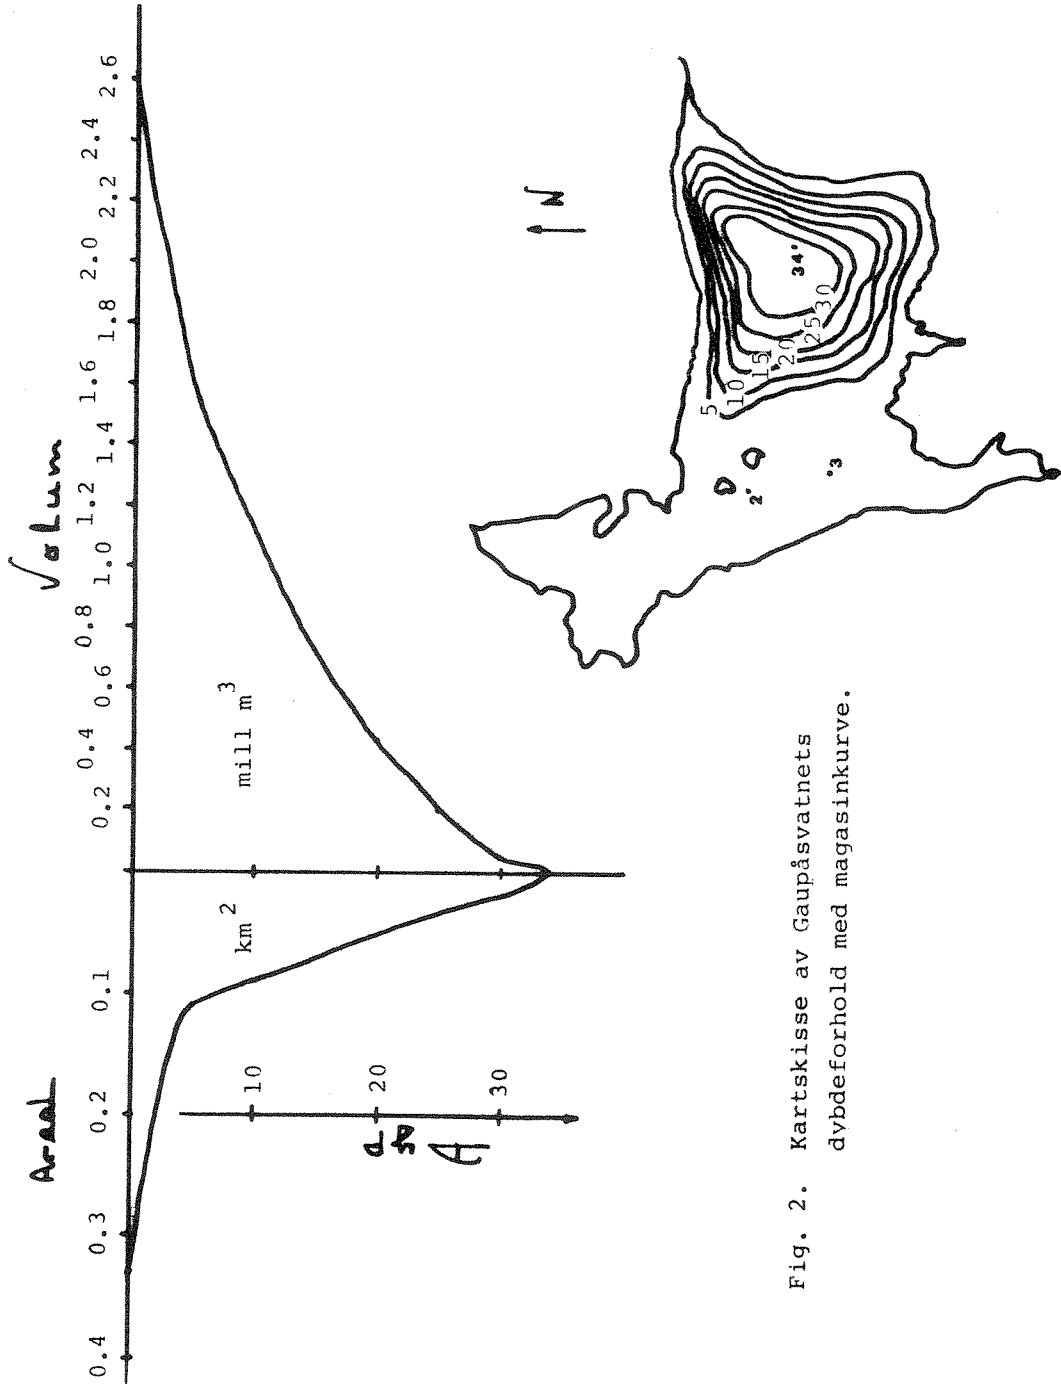 Areal
Volum
0.4 0.3 0.2 0.1 0.2 0.4 0.6 0.8 1.0 1.2 1.4 1.6 1.8 2.0 2.2 2.4 2.6
km²
mill m³
10
20
30
N
5
10
15
20
25
30
34
2
3
Fig. 2. Kartskisse av Gaupåsvatnets
dybdeforhold med magasinkurve.